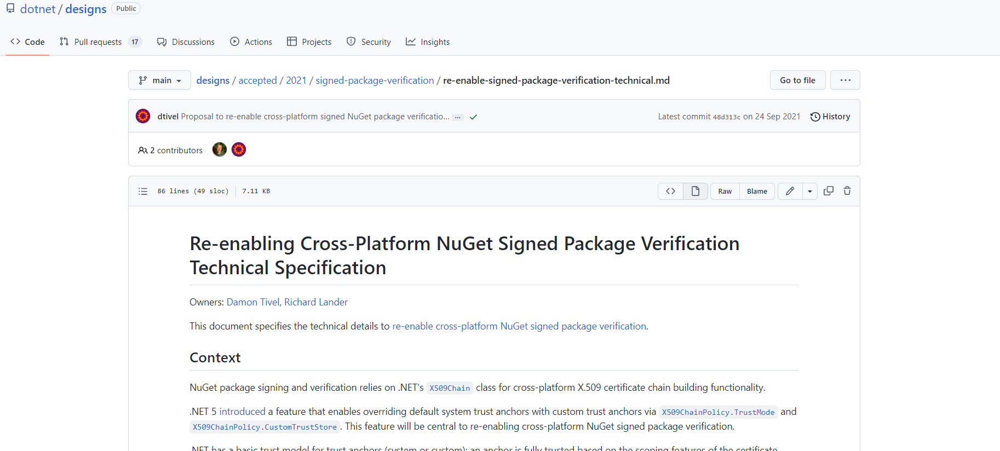 dotnet / designs Public
Code Pull requests 17 Discussions Actions Projects Security Insights
main designs / accepted / 2021 / signed-package-verification / re-enable-signed-package-verification-technical.md Go to file ...
dtivel Proposal to re-enable cross-platform signed NuGet package verificatio... ... Latest commit 48d313c on 24 Sep 2021 History
2 contributors
86 lines (49 sloc) 7.11 KB Raw Blame
Re-enabling Cross-Platform NuGet Signed Package Verification
Technical Specification
Owners: Damon Tivel, Richard Lander
This document specifies the technical details to re-enable cross-platform NuGet signed package verification.
Context
NuGet package signing and verification relies on .NET's X509Chain class for cross-platform X.509 certificate chain building functionality.
.NET 5 introduced a feature that enables overriding default system trust anchors with custom trust anchors via X509ChainPolicy.TrustMode and
X509ChainPolicy.CustomTrustStore. This feature will be central to re-enabling cross-platform NuGet signed package verification.
.NET has a basic trust model for trust anchors (system or custom): an anchor is fully trusted based on the scoping features of the certificate